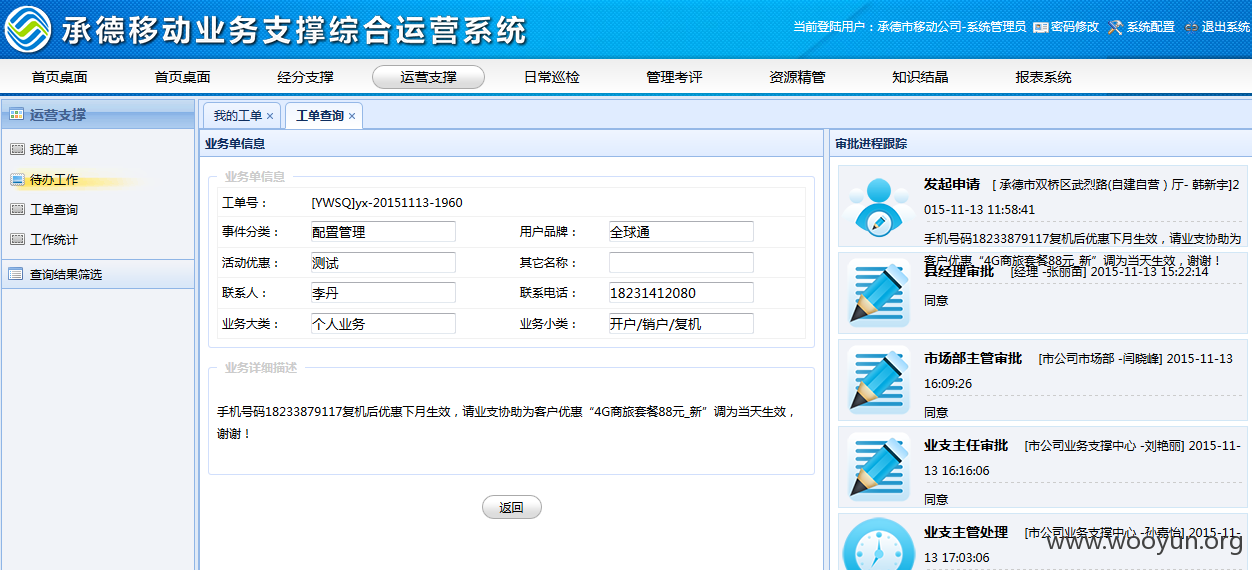 承德移动业务支撑综合运营系统
当前登陆用户：承德市移动公司-系统管理员 密码修改 系统配置 退出系统
首页桌面 首页桌面 经分支撑 运营支撑 日常巡检 管理考评 资源精管 知识结晶 报表系统
运营支撑
我的工单
待办工作
工单查询
工作统计
查询结果筛选
我的工单 × 工单查询 ×
业务单信息
业务单信息
工单号： [YWSQ]yx-20151113-1960
事件分类： 配置管理 用户品牌： 全球通
活动优惠： 测试 其它名称：
联系人： 李丹 联系电话： 18231412080
业务大类： 个人业务 业务小类： 开户/销户/复机
业务详细描述
手机号码18233879117复机后优惠下月生效，请业支协助为客户优惠“4G商旅套餐88元_新”调为当天生效，
谢谢！
返回
审批进程跟踪
发起申请 [ 承德市双桥区武烈路(自建自营）厅- 韩新宇]2
015-11-13 11:58:41
手机号码18233879117复机后优惠下月生效，请业支协助为
客户优惠“4G商旅套餐88元_新”调为当天生效，谢谢！
县经理审批 [经理 -张丽苗] 2015-11-13 15:22:14
同意
市场部主管审批 [市公司市场部 -闫晓峰] 2015-11-13
16:09:26
同意
业支主任审批 [市公司业务支撑中心 -刘艳丽] 2015-11-
13 16:16:06
同意
业支主管处理 [市公司业务支撑中心 -孙嘉怡] 2015-11-
13 17:03:06
www.wooyun.org